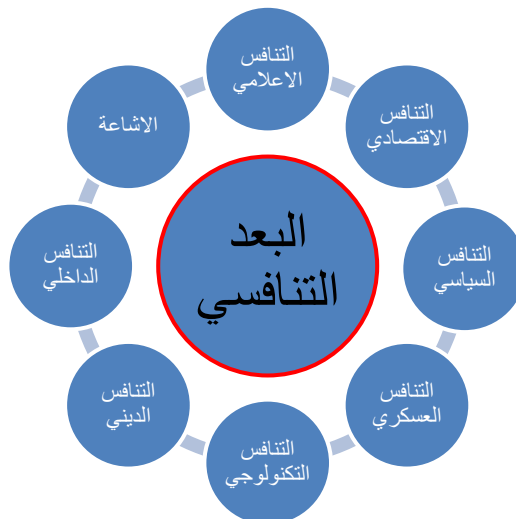 التنافس
الاعلامي
التنافس
الاقتصادي
التنافس
السياسي
التنافس
العسكري
التنافس
التكنولوجي
التنافس
الديني
التنافس
الداخلي
الاشاعة
البعد
التنافسي